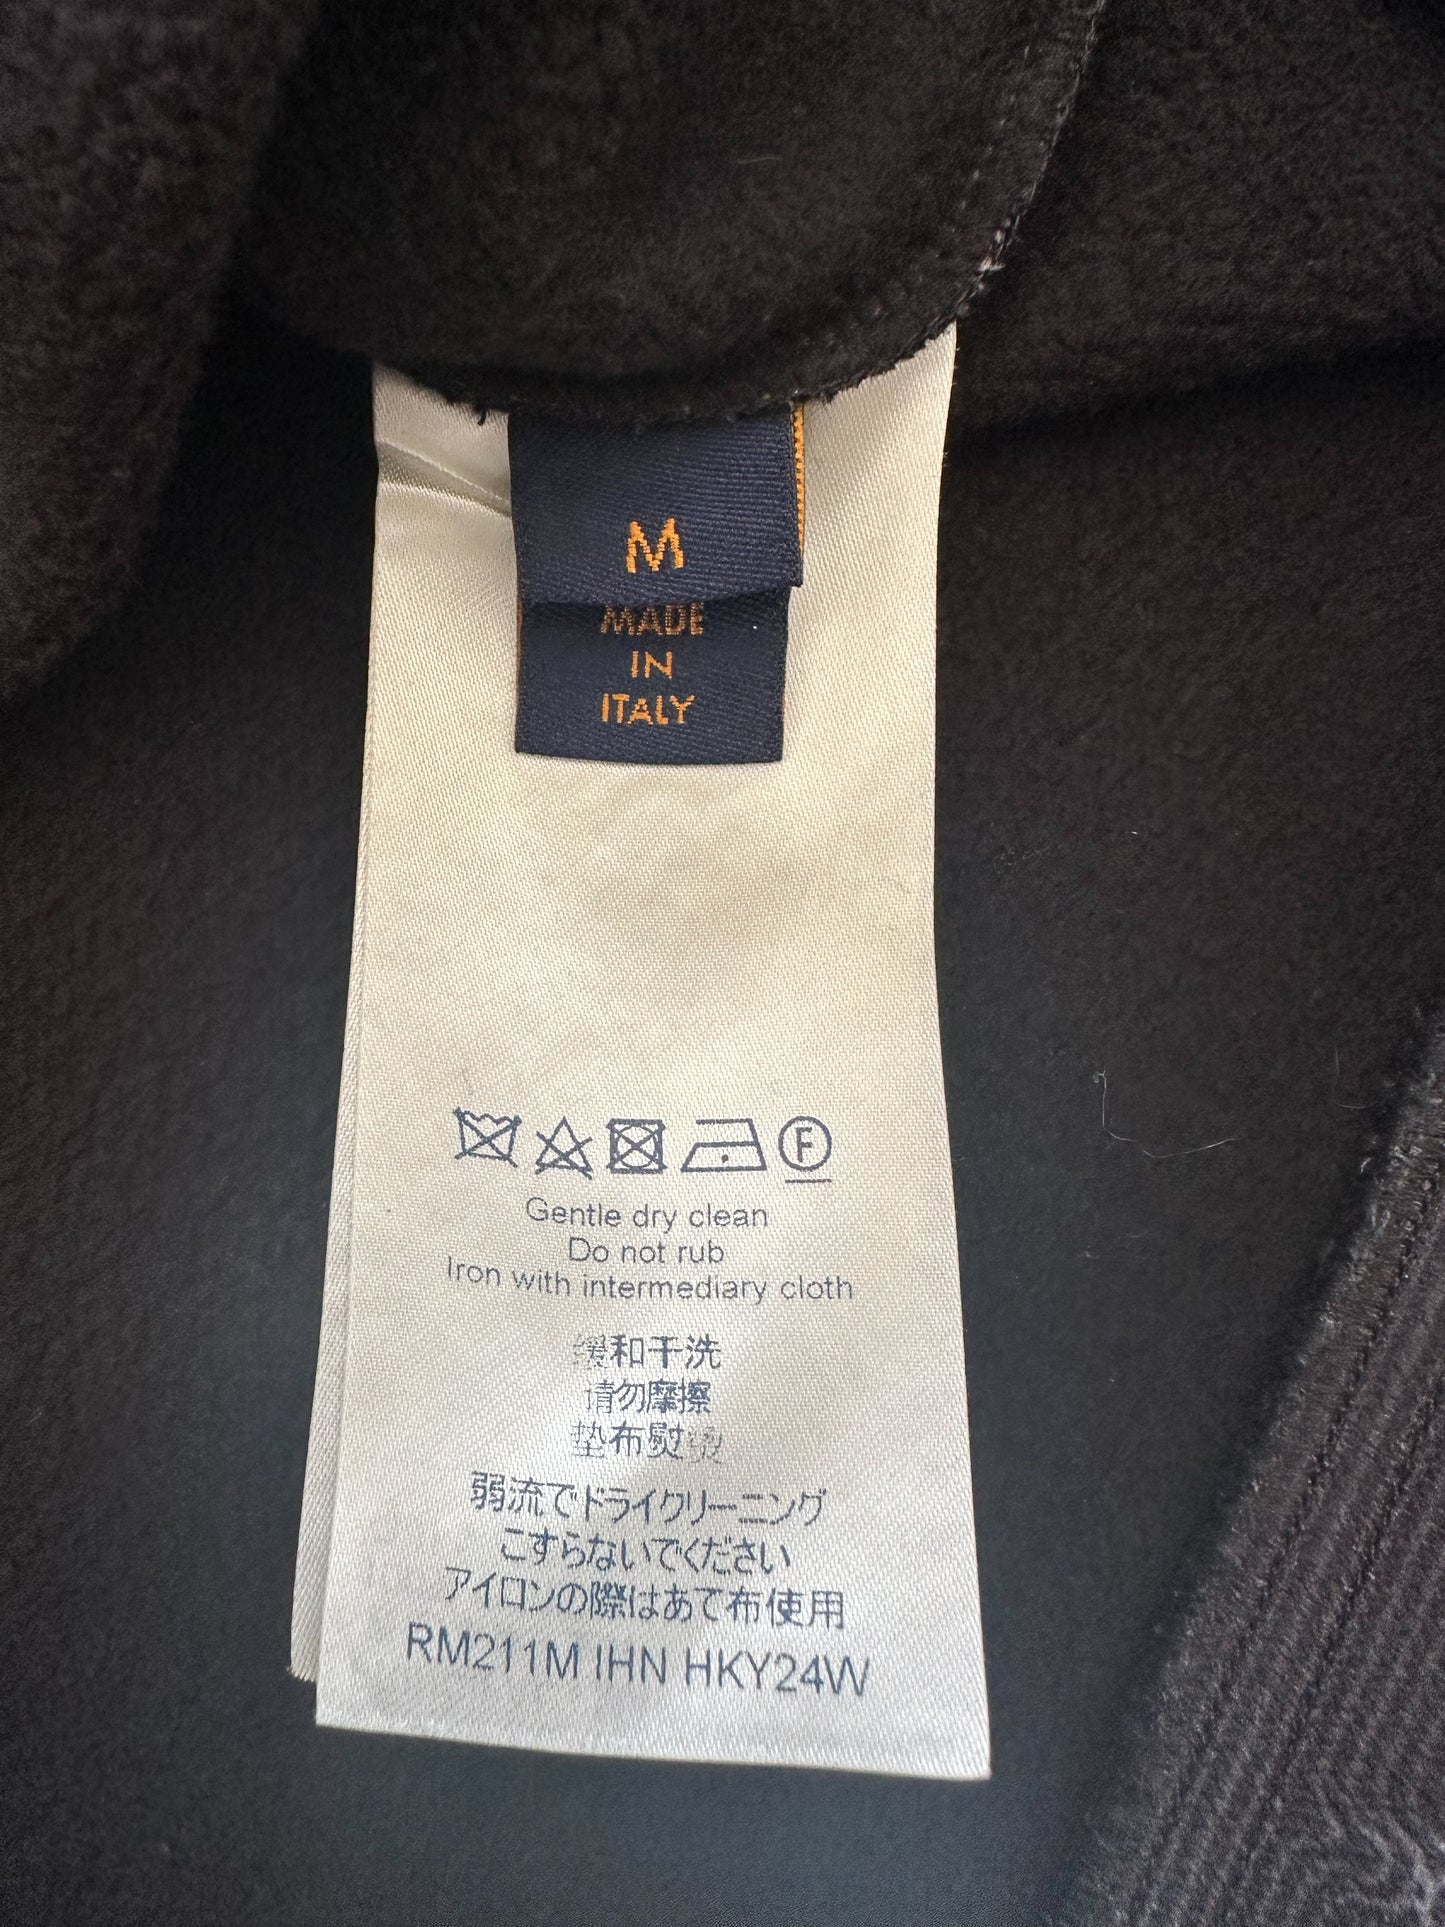 M
MADE
IN
ITALY
F
Gentle dry clean
Do not rub
Iron with intermediary cloth
缓和干洗
请勿摩擦
垫布熨烫
弱流でドライクリーニング
こすらないでください
アイロンの際はあて布使用
RM211M IHN HKY24W